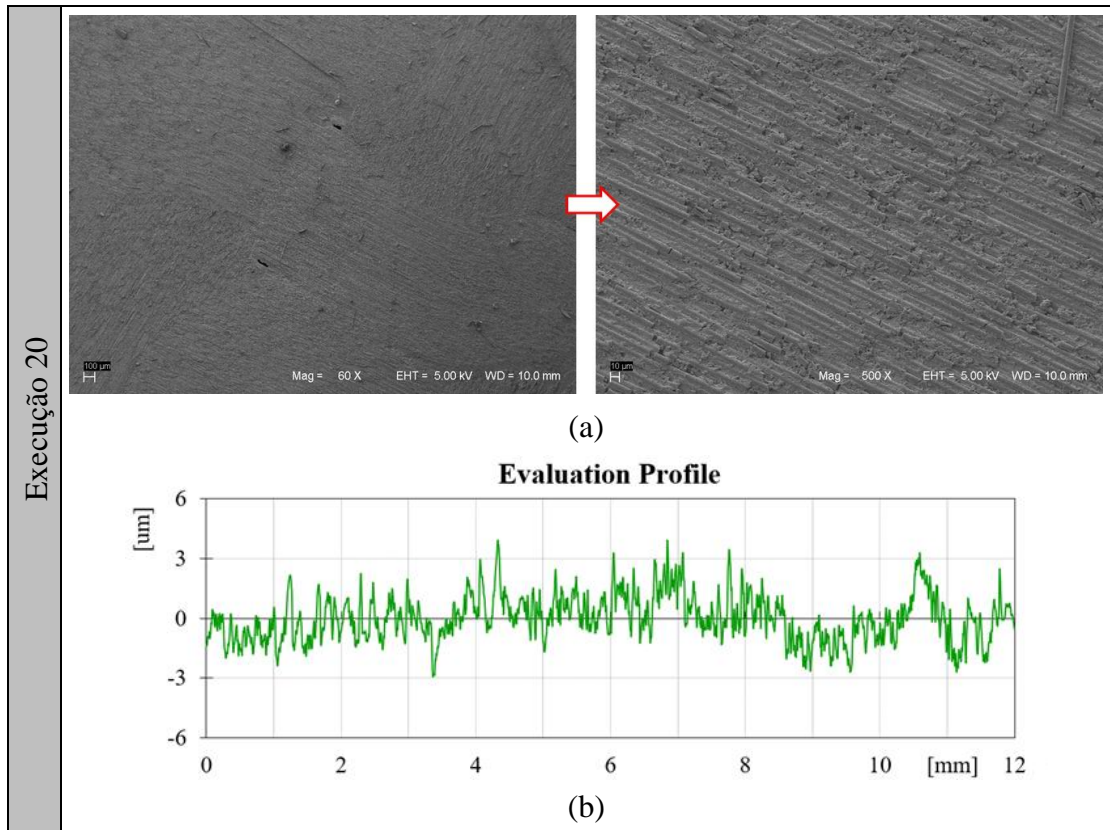 Execução 20
100 µm
Mag = 60 X EHT = 5.00 kV WD = 10.0 mm
10 µm
Mag = 500 X EHT = 5.00 kV WD = 10.0 mm
(a)
Evaluation Profile
[um]
6
3
0
-3
-6
0 2 4 6 8 10 [mm] 12
(b)